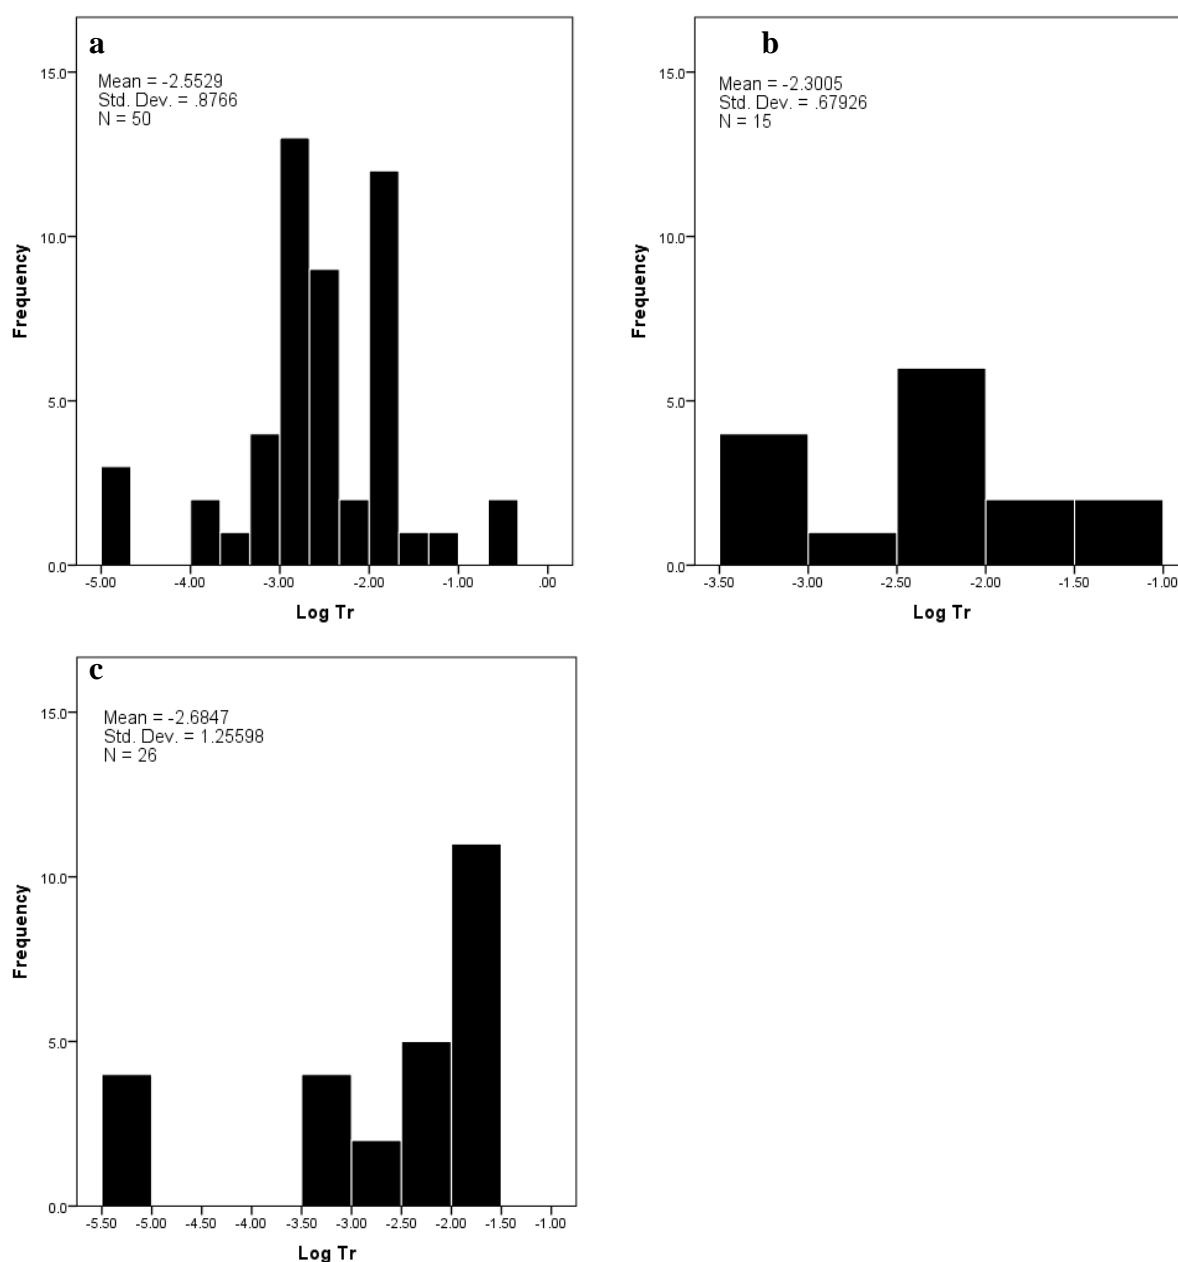 a
Mean = -2.5529
Std. Dev. = .8766
N = 50
Frequency
15.0
10.0
5.0
0.0
-5.00 -4.00 -3.00 -2.00 -1.00 .00
Log Tr
b
Mean = -2.3005
Std. Dev. = .67926
N = 15
Frequency
15.0
10.0
5.0
0.0
-3.50 -3.00 -2.50 -2.00 -1.50 -1.00
Log Tr
c
Mean = -2.6847
Std. Dev. = 1.25598
N = 26
Frequency
15.0
10.0
5.0
0.0
-5.50 -5.00 -4.50 -4.00 -3.50 -3.00 -2.50 -2.00 -1.50 -1.00
Log Tr